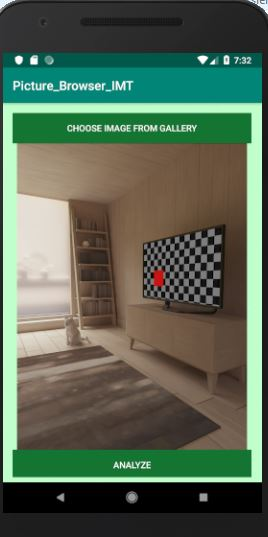 7:32
Picture_Browser_IMT
CHOOSE IMAGE FROM GALLERY
ANALYZE